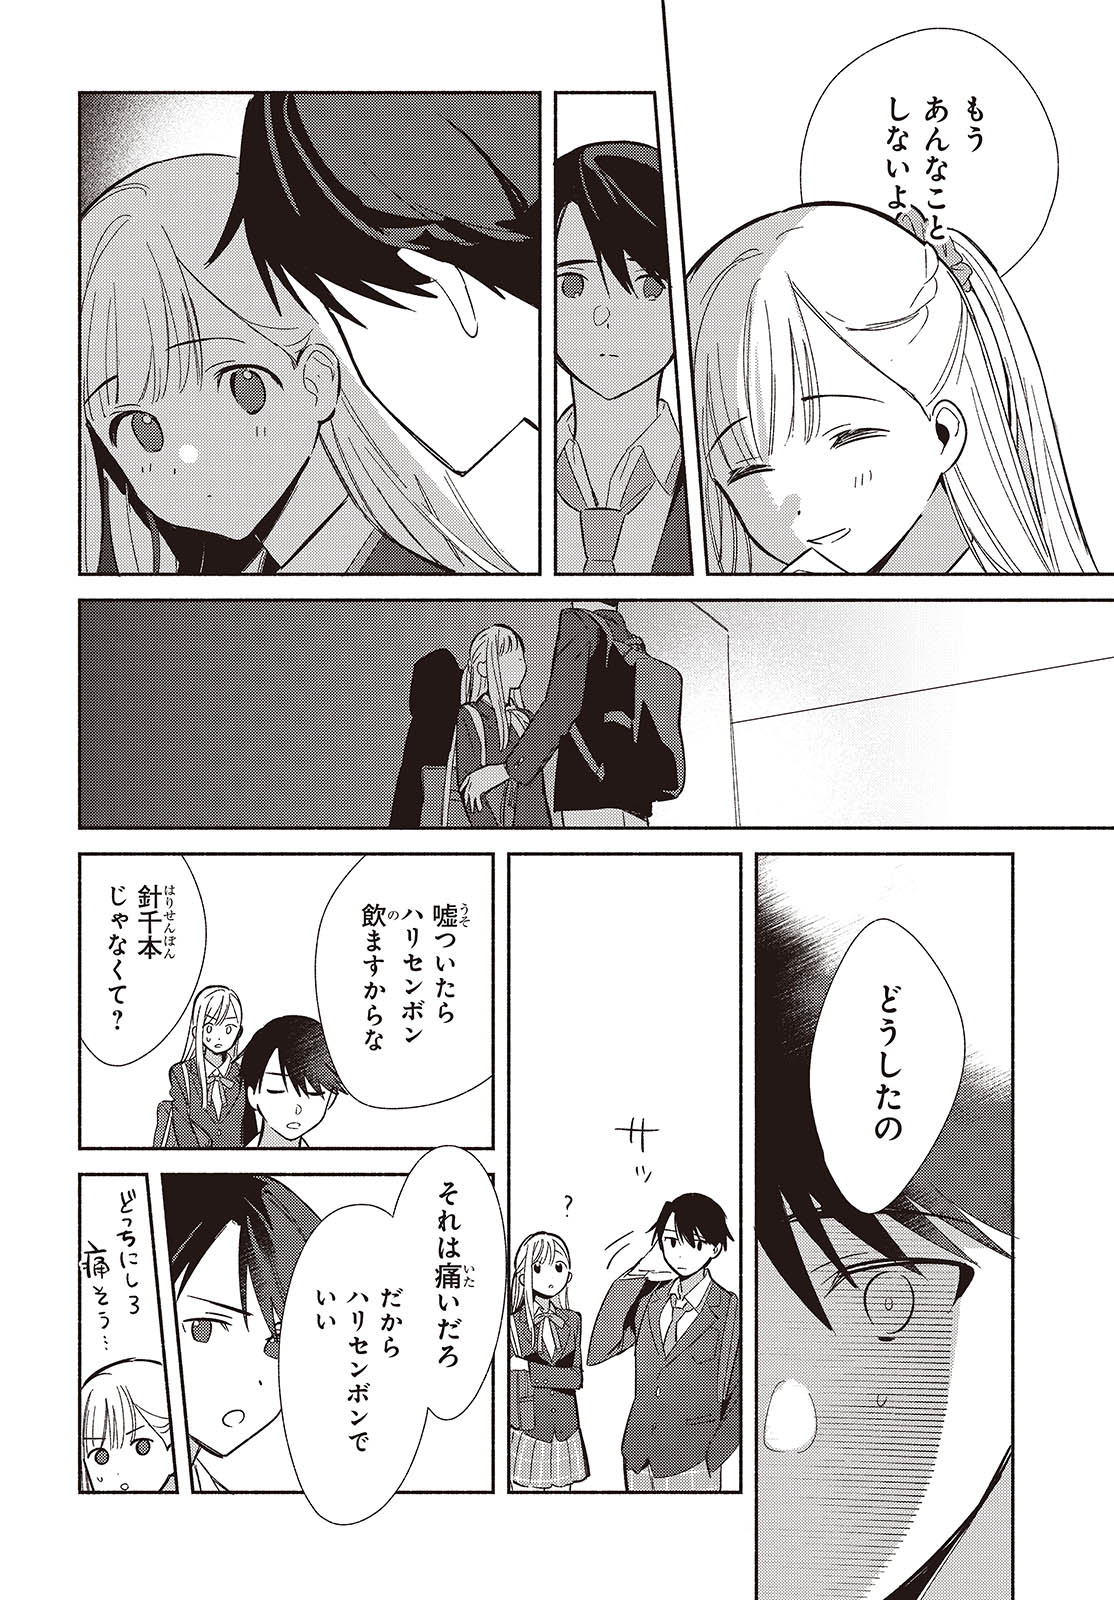 もう
あんなこと
しないよ
どうしたの
サッ
?
嘘ついたら
ハリセンボン
飲ますからな
針千本
じゃなくて?
それは痛いだろ
だから
ハリセンボンで
いい
どっちにしろ
痛そう…